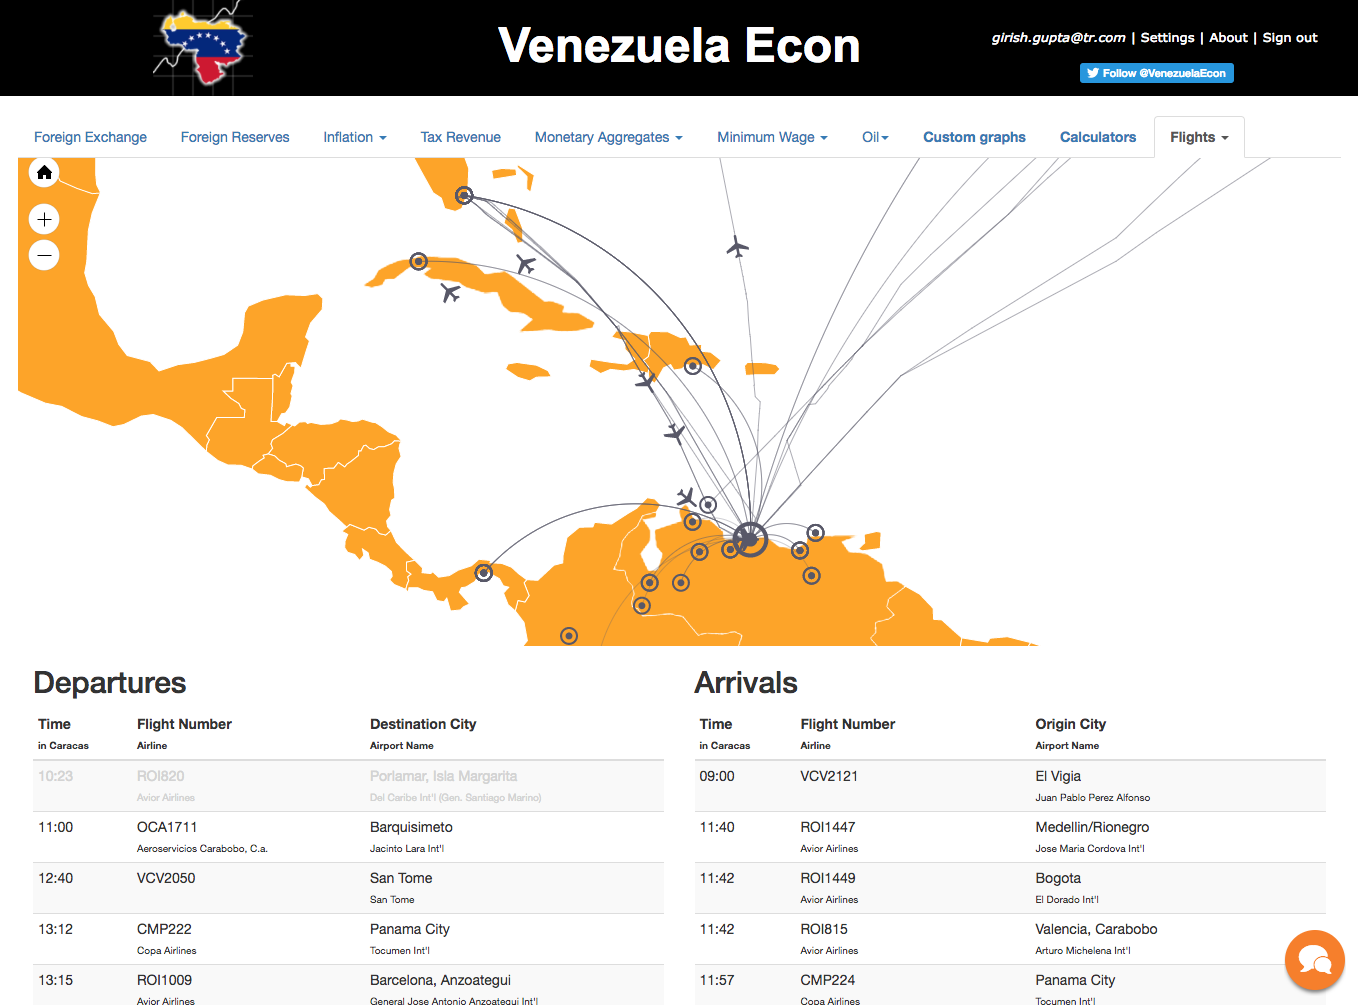 Venezuela Econ
girish.gupta@tr.com | Settings | About | Sign out
Follow @VenezuelaEcon
Foreign Exchange Foreign Reserves Inflation Tax Revenue Monetary Aggregates Minimum Wage Oil Custom graphs Calculators Flights
Departures
Time Flight Number Destination City
in Caracas Airline Airport Name
10:23 ROI820 Porlamar, Isla Margarita
Avior Airlines Del Caribe Int'l (Gen. Santiago Marino)
11:00 OCA1711 Barquisimeto
Aeroservicios Carabobo, C.a. Jacinto Lara Int'l
12:40 VCV2050 San Tome
San Tome
13:12 CMP222 Panama City
Copa Airlines Tocumen Int'l
13:15 ROI1009 Barcelona, Anzoategui
Avior Airlines General Jose Antonio Anzoategui Int'l
Arrivals
Time Flight Number Origin City
in Caracas Airline Airport Name
09:00 VCV2121 El Vigia
Juan Pablo Perez Alfonso
11:40 ROI1447 Medellin/Rionegro
Avior Airlines Jose Maria Cordova Int'l
11:42 ROI1449 Bogota
Avior Airlines El Dorado Int'l
11:42 ROI815 Valencia, Carabobo
Avior Airlines Arturo Michelena Int'l
11:57 CMP224 Panama City
Copa Airlines Tocumen Int'l